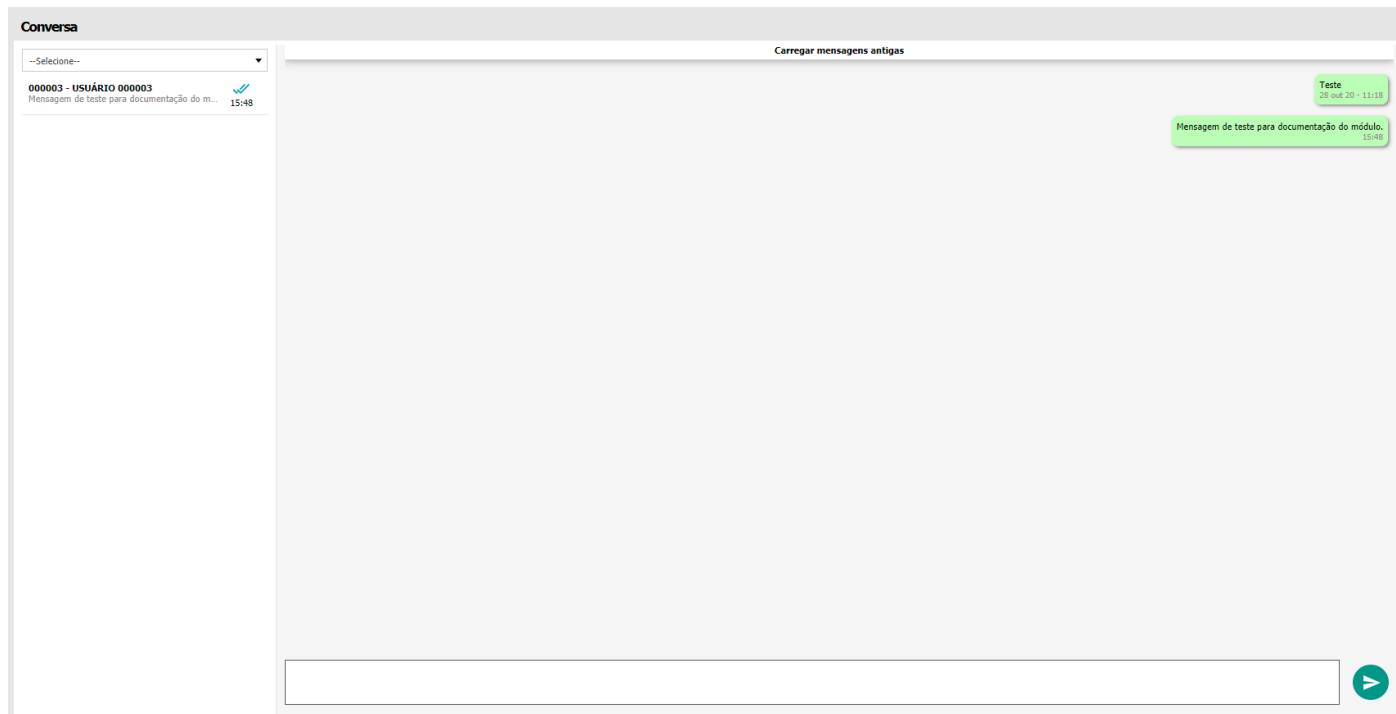 Conversa
--Selecione--
000003 - USUÁRIO 000003
Mensagem de teste para documentação do m...
15:48
Carregar mensagens antigas
Teste
28 out 20 - 11:18
Mensagem de teste para documentação do módulo.
15:48